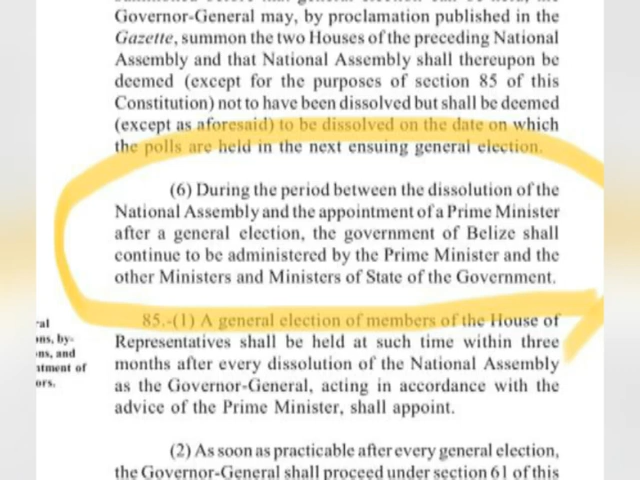 Governor-General may, by proclamation published in the
Gazette, summon the two Houses of the preceding National
Assembly and that National Assembly shall thereupon be
deemed (except for the purposes of section 85 of this
Constitution) not to have been dissolved but shall be deemed
(except as aforesaid) to be dissolved on the date on which
the polls are held in the next ensuing general election.
(6) During the period between the dissolution of the
National Assembly and the appointment of a Prime Minister
after a general election, the government of Belize shall
continue to be administered by the Prime Minister and the
other Ministers and Ministers of State of the Government.
85.-(1) A general election of members of the House of
Representatives shall be held at such time within three
months after every dissolution of the National Assembly
as the Governor-General, acting in accordance with the
advice of the Prime Minister, shall appoint.
ral
ons, by-
ons, and
ntment of
ors.
(2) As soon as practicable after every general election,
the Governor-General shall proceed under section 61 of this